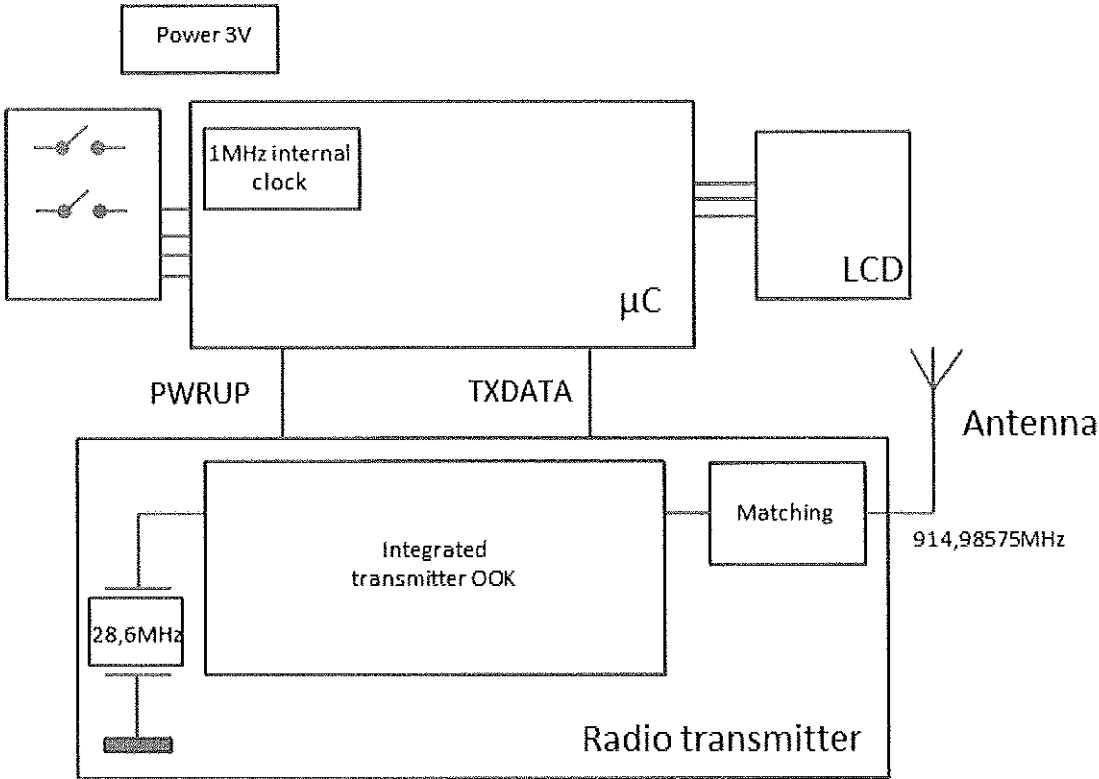 Power 3V
1MHz internal
clock
LCD
µC
PWRUP
TXDATA
Antenna
Matching
914,98575MHz
Integrated
transmitter OOK
28,6MHz
Radio transmitter